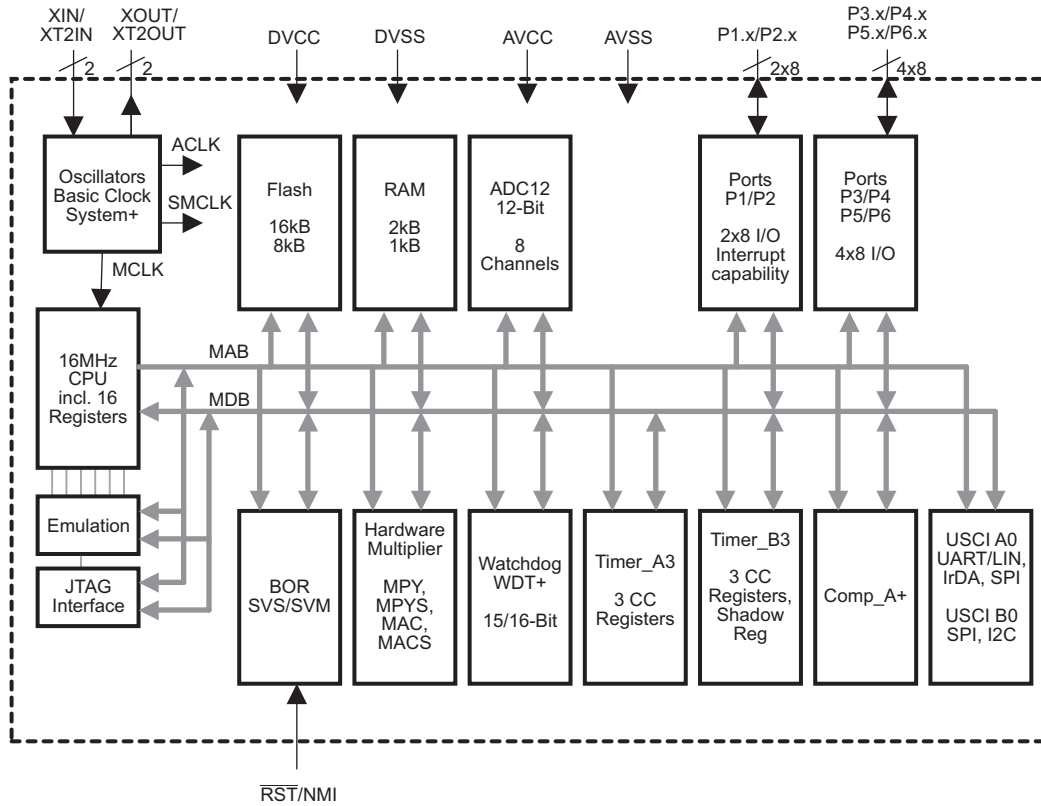 XIN/
XT2IN
XOUT/
XT2OUT
DVCC
DVSS
AVCC
AVSS
P1.x/P2.x
P3.x/P4.x
P5.x/P6.x
2
2
2x8
4x8
Oscillators
Basic Clock
System+
ACLK
SMCLK
MCLK
Flash
16kB
8kB
RAM
2kB
1kB
ADC12
12-Bit
8
Channels
Ports
P1/P2
2x8 I/O
Interrupt
capability
Ports
P3/P4
P5/P6
4x8 I/O
16MHz
CPU
incl. 16
Registers
MAB
MDB
Emulation
JTAG
Interface
BOR
SVS/SVM
Hardware
Multiplier
MPY,
MPYS,
MAC,
MACS
Watchdog
WDT+
15/16-Bit
Timer_A3
3 CC
Registers
Timer_B3
3 CC
Registers,
Shadow
Reg
Comp_A+
USCI A0
UART/LIN,
IrDA, SPI
USCI B0
SPI, I2C
RST/NMI